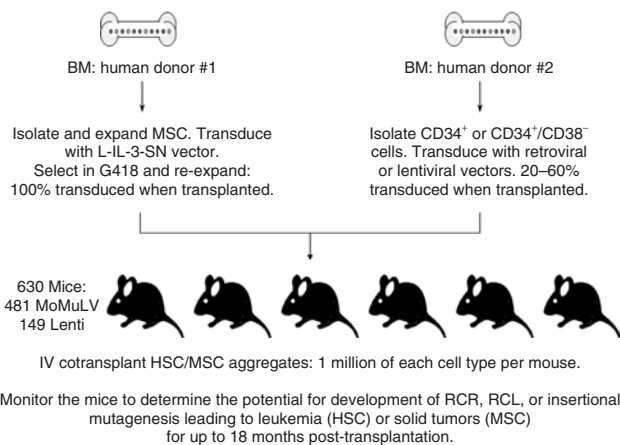 BM: human donor #1
BM: human donor #2
Isolate and expand MSC. Transduce
with L-IL-3-SN vector.
Select in G418 and re-expand:
100% transduced when transplanted.
Isolate CD34⁺ or CD34⁺/CD38⁻
cells. Transduce with retroviral
or lentiviral vectors. 20–60%
transduced when transplanted.
630 Mice:
481 MoMuLV
149 Lenti
IV cotransplant HSC/MSC aggregates: 1 million of each cell type per mouse.
Monitor the mice to determine the potential for development of RCR, RCL, or insertional
mutagenesis leading to leukemia (HSC) or solid tumors (MSC)
for up to 18 months post-transplantation.